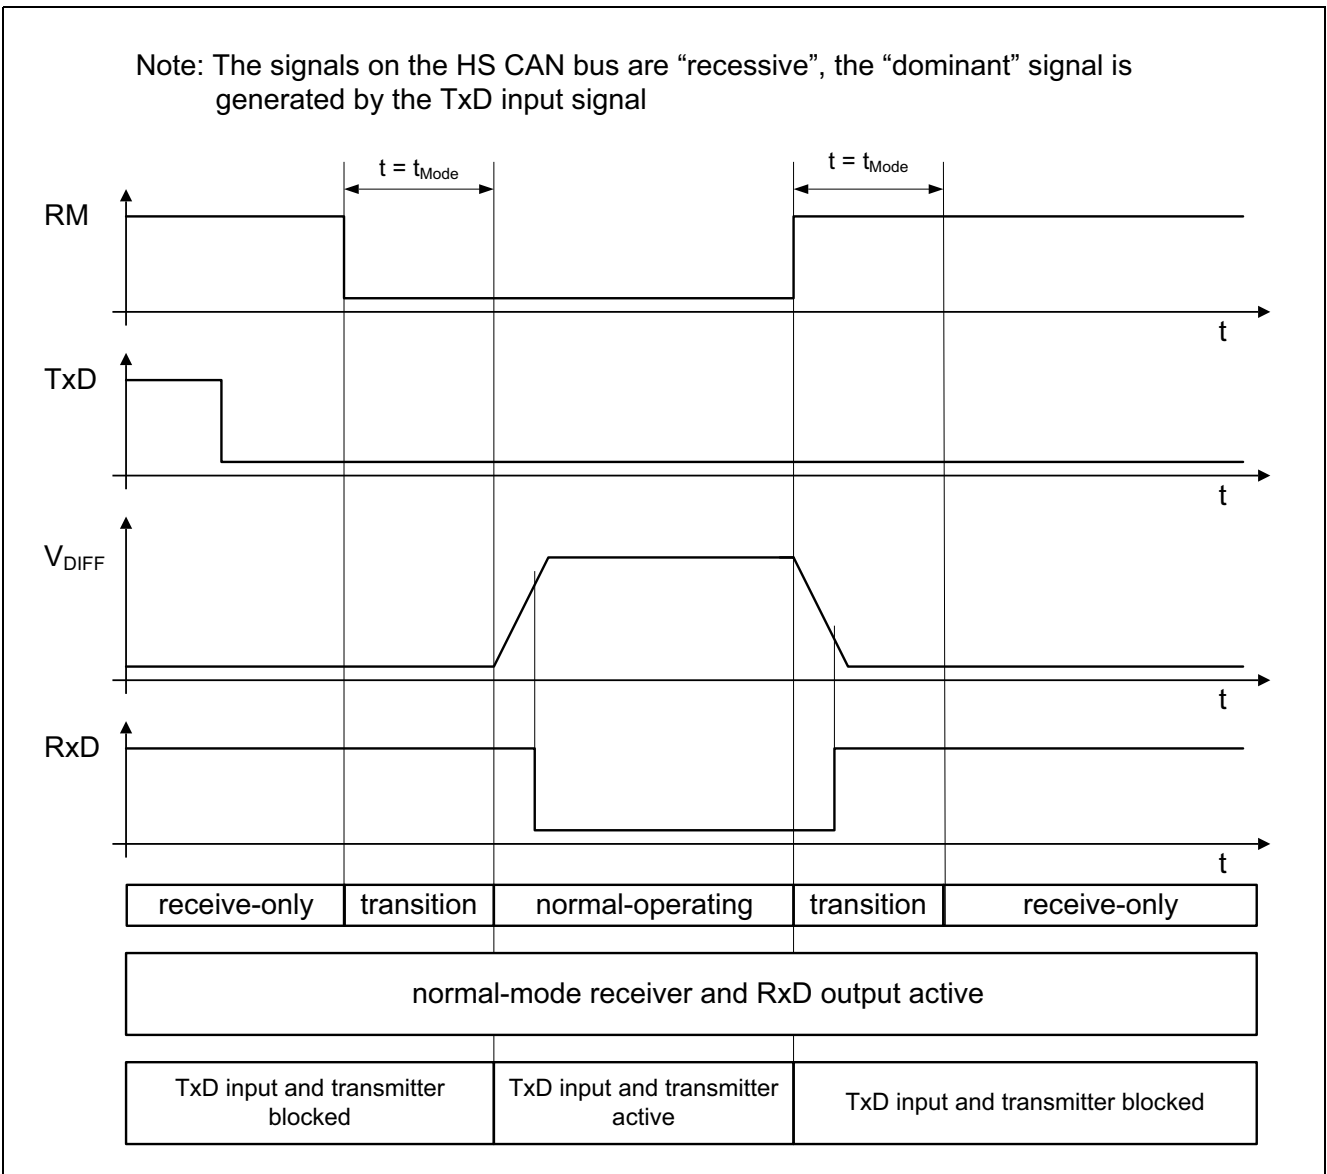 Note: The signals on the HS CAN bus are “recessive”, the “dominant” signal is
generated by the TxD input signal
t = tMode
t = tMode
RM
t
TxD
t
VDIFF
t
RxD
t
receive-only
transition
normal-operating
transition
receive-only
normal-mode receiver and RxD output active
TxD input and transmitter
blocked
TxD input and transmitter
active
TxD input and transmitter blocked